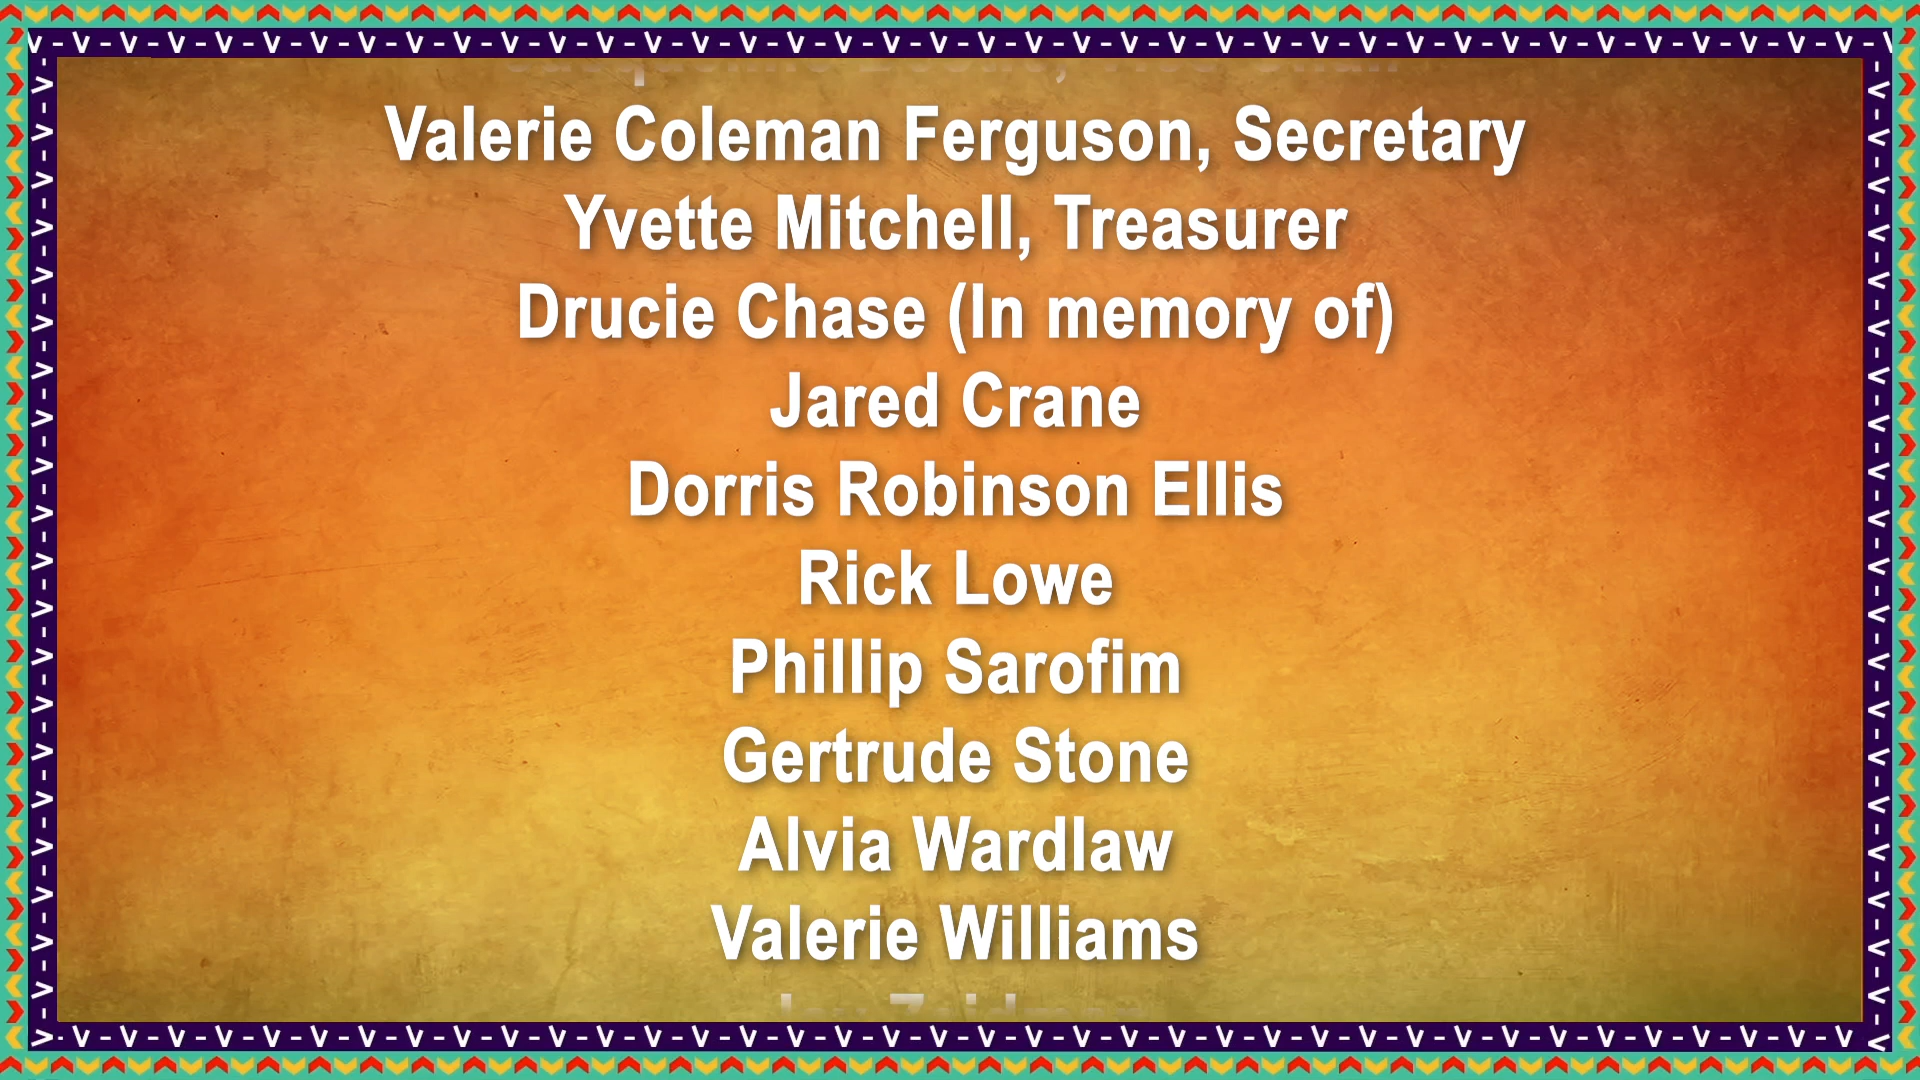 Valerie Coleman Ferguson, Secretary
Yvette Mitchell, Treasurer
Drucie Chase (In memory of)
Jared Crane
Dorris Robinson Ellis
Rick Lowe
Phillip Sarofim
Gertrude Stone
Alvia Wardlaw
Valerie Williams